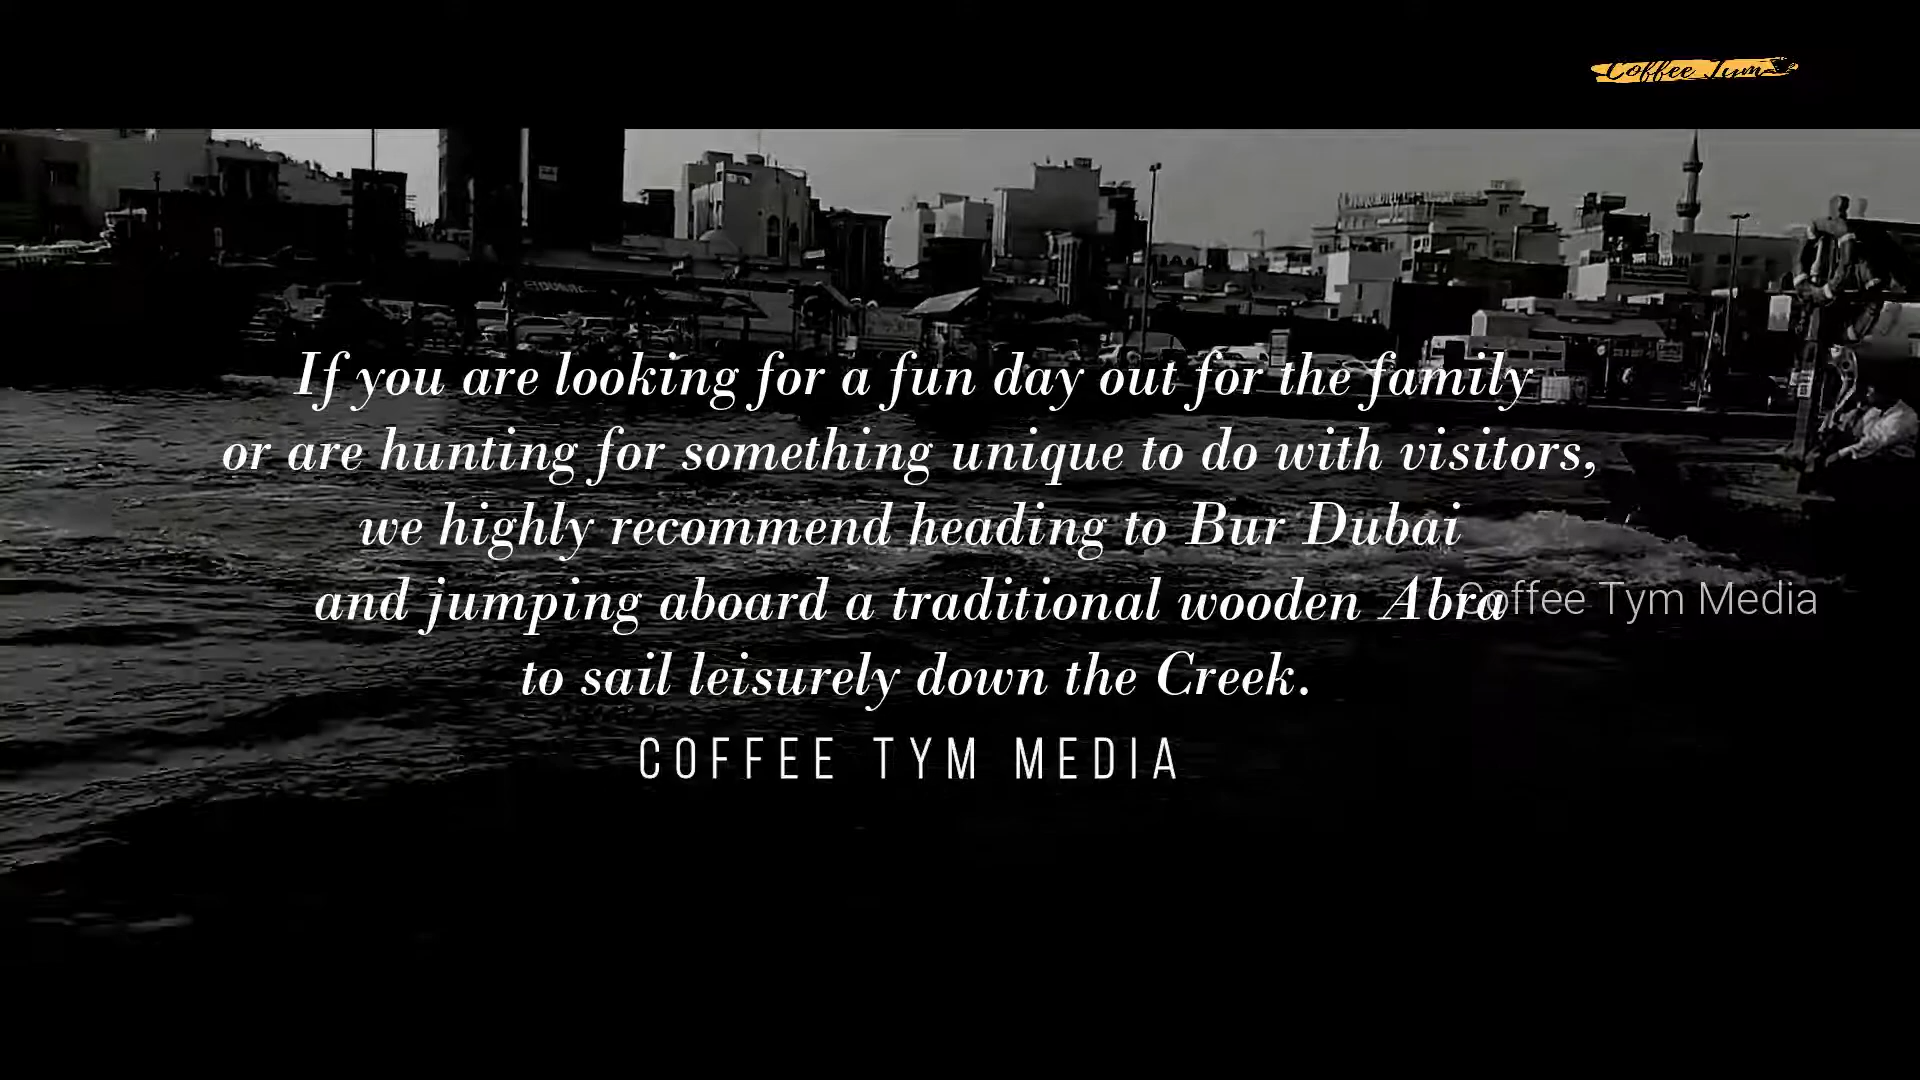 Coffee Tym
If you are looking for a fun day out for the family
or are hunting for something unique to do with visitors,
we highly recommend heading to Bur Dubai
and jumping aboard a traditional wooden Abra
Coffee Tym Media
to sail leisurely down the Creek.
COFFEE TYM MEDIA